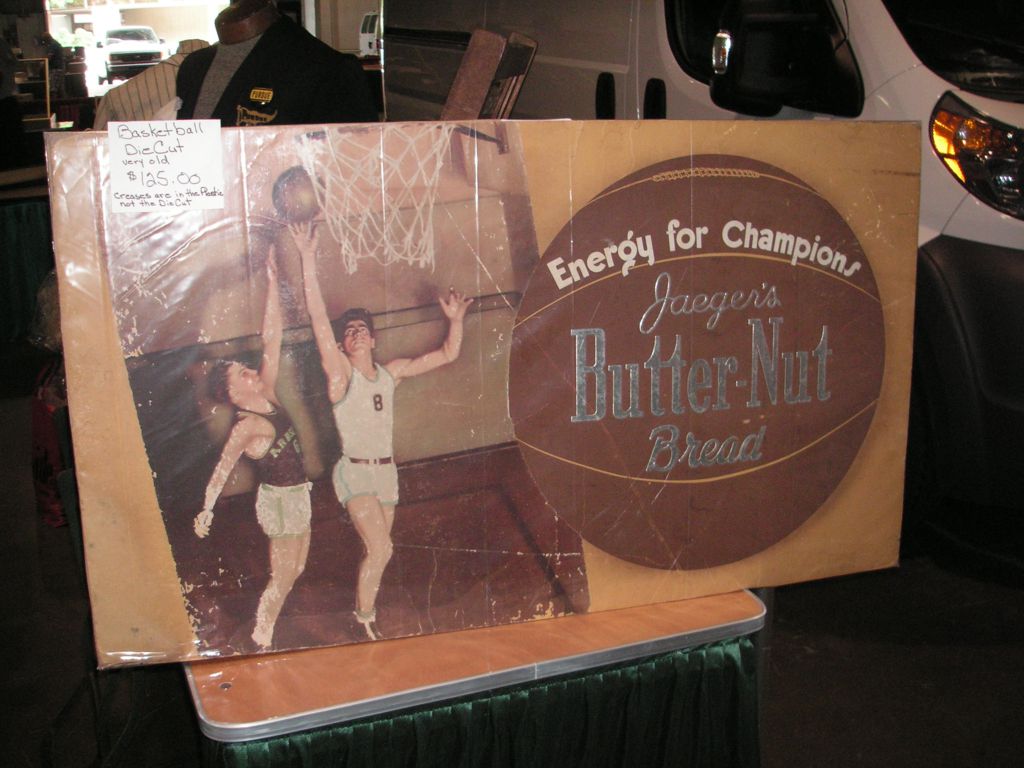 Basketball
Die Cut
very old
$125.00
Creases are in the Plastic
not the Die Cut
PURDUE
8
Energy for Champions
Jaeger's
Butter-Nut
Bread